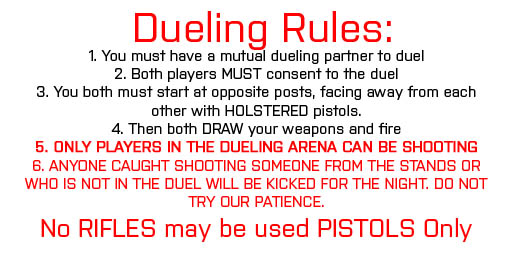 Dueling Rules:
1. You must have a mutual dueling partner to duel
2. Both players MUST consent to the duel
3. You both must start at opposite posts, facing away from each
other with HOLSTERED pistols.
4. Then both DRAW your weapons and fire
5. ONLY PLAYERS IN THE DUELING ARENA CAN BE SHOOTING
6. ANYONE CAUGHT SHOOTING SOMEONE FROM THE STANDS OR
WHO IS NOT IN THE DUEL WILL BE KICKED FOR THE NIGHT. DO NOT
TRY OUR PATIENCE.
No RIFLES may be used PISTOLS Only